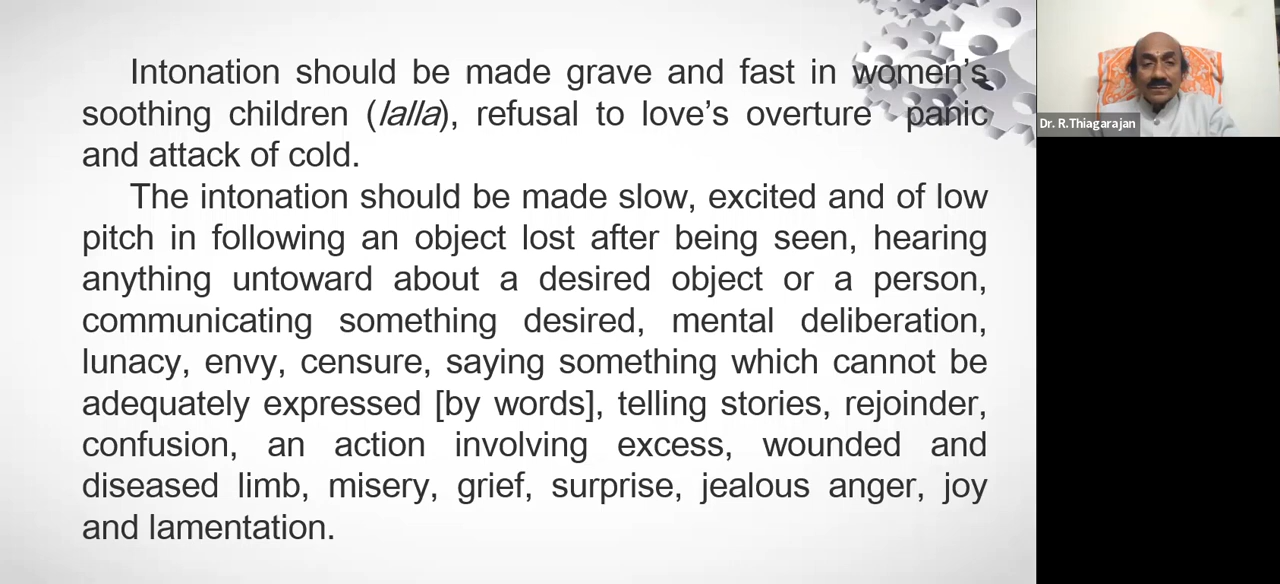 Intonation should be made grave and fast in women's
soothing children (lalla), refusal to love's overture panic
and attack of cold.
The intonation should be made slow, excited and of low
pitch in following an object lost after being seen, hearing
anything untoward about a desired object or a person,
communicating something desired, mental deliberation,
lunacy, envy, censure, saying something which cannot be
adequately expressed [by words], telling stories, rejoinder,
confusion, an action involving excess, wounded and
diseased limb, misery, grief, surprise, jealous anger, joy
and lamentation.
Dr. R.Thiagarajan